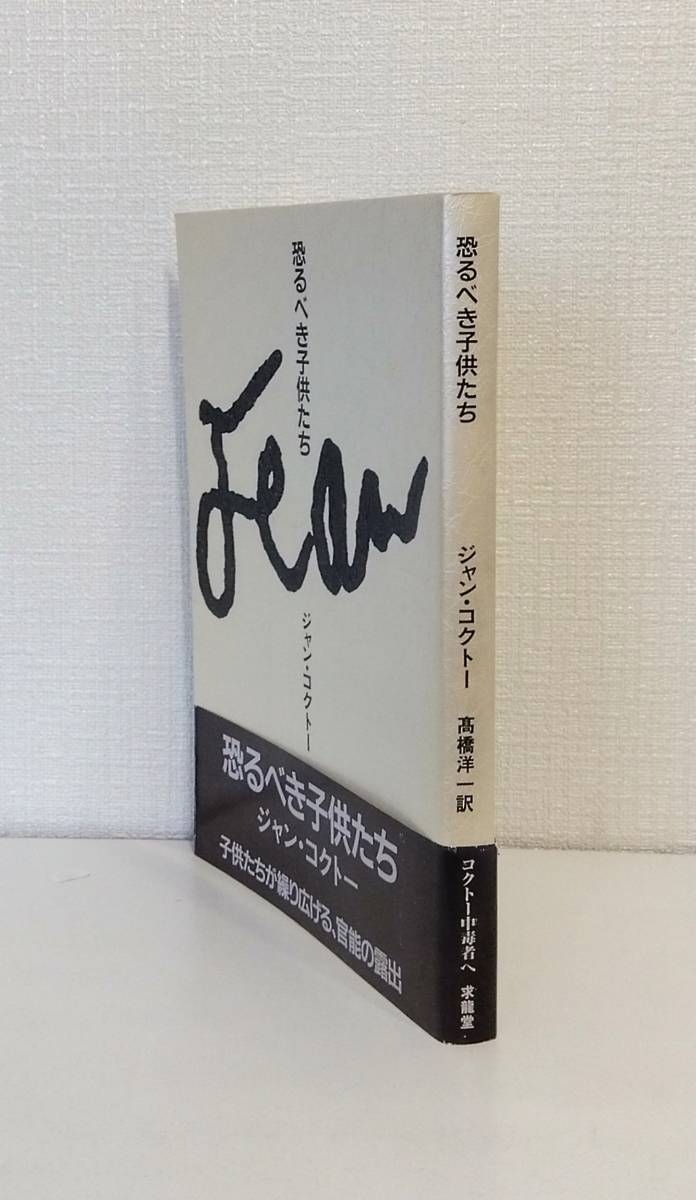 恐るべき子供たち
Jean
ジャン・コクトー
恐るべき子供たち
ジャン・コクトー
子供たちが繰り広げる、官能の露出
恐るべき子供たち
ジャン・コクトー
髙橋洋一訳
コクトー中毒者へ
求龍堂